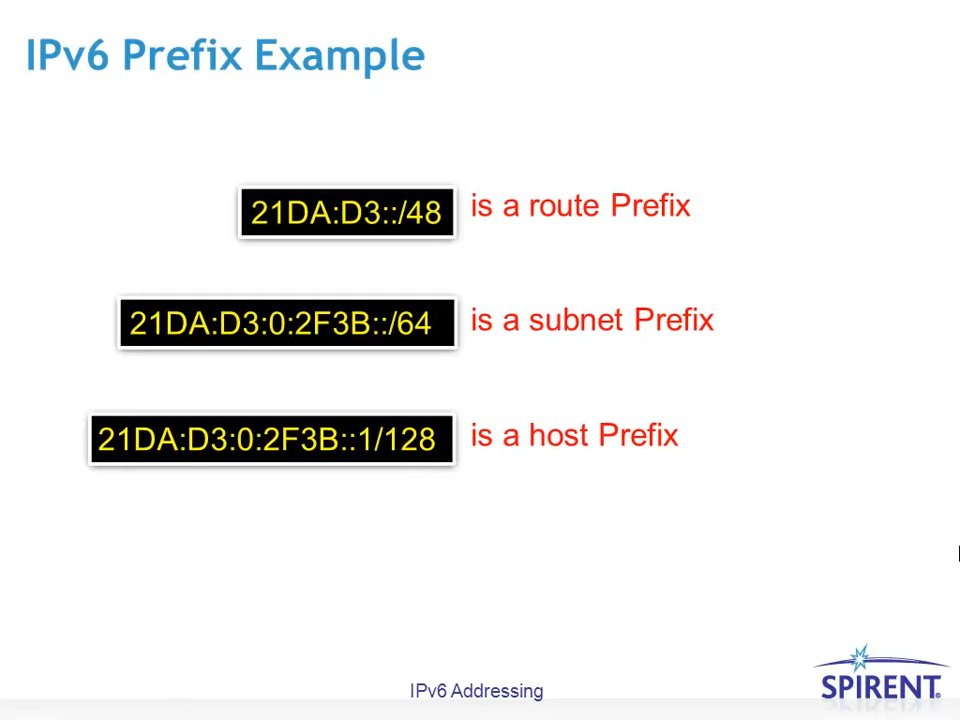 IPv6 Prefix Example
21DA:D3::/48 is a route Prefix
21DA:D3:0:2F3B::/64 is a subnet Prefix
21DA:D3:0:2F3B::1/128 is a host Prefix
IPv6 Addressing
SPIRENT®